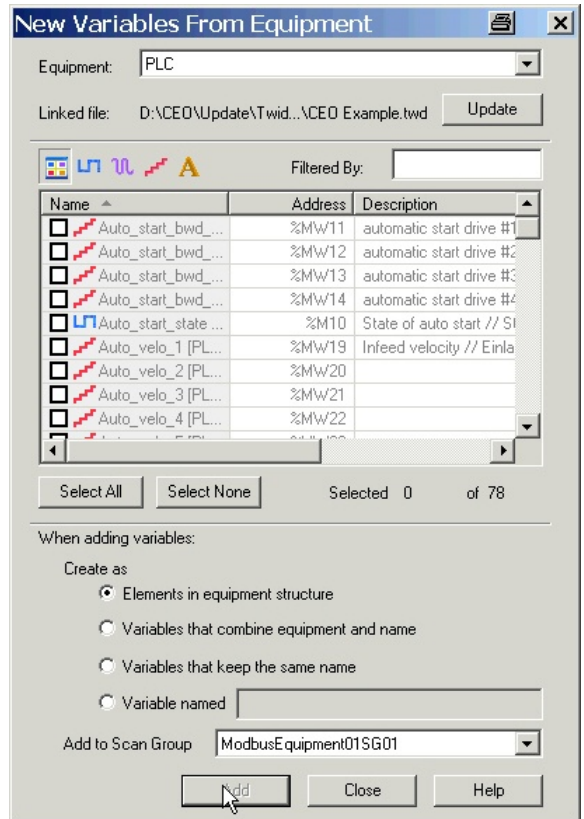 New Variables From Equipment
Equipment: PLC
Linked file: D:\CEO\Update\Twid...\CEO Example.twd Update
A Filtered By:
Name Address Description
Auto_start_bwd_... %MW11 automatic start drive #1
Auto_start_bwd_... %MW12 automatic start drive #2
Auto_start_bwd_... %MW13 automatic start drive #3
Auto_start_bwd_... %MW14 automatic start drive #4
Auto_start_state ... %M10 State of auto start // St
Auto_velo_1 [PL... %MW19 Infeed velocity // Einla
Auto_velo_2 [PL... %MW20
Auto_velo_3 [PL... %MW21
Auto_velo_4 [PL... %MW22
Select All Select None Selected 0 of 78
When adding variables:
Create as
Elements in equipment structure
Variables that combine equipment and name
Variables that keep the same name
Variable named
Add to Scan Group ModbusEquipment01SG01
Add Close Help